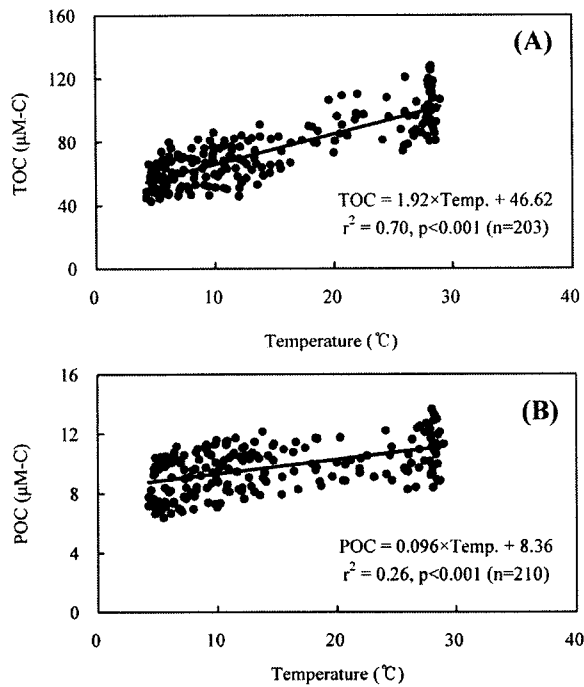 160
(A)
120
80
40
0
TOC (μM-C)
TOC = 1.92×Temp. + 46.62
r² = 0.70, p<0.001 (n=203)
0 10 20 30 40
Temperature (℃)
16
(B)
12
8
4
0
POC (μM-C)
POC = 0.096×Temp. + 8.36
r² = 0.26, p<0.001 (n=210)
0 10 20 30 40
Temperature (℃)